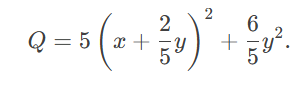 Q = 5 \left( x + \frac{2}{5} y \right)^2 + \frac{6}{5} y^2.